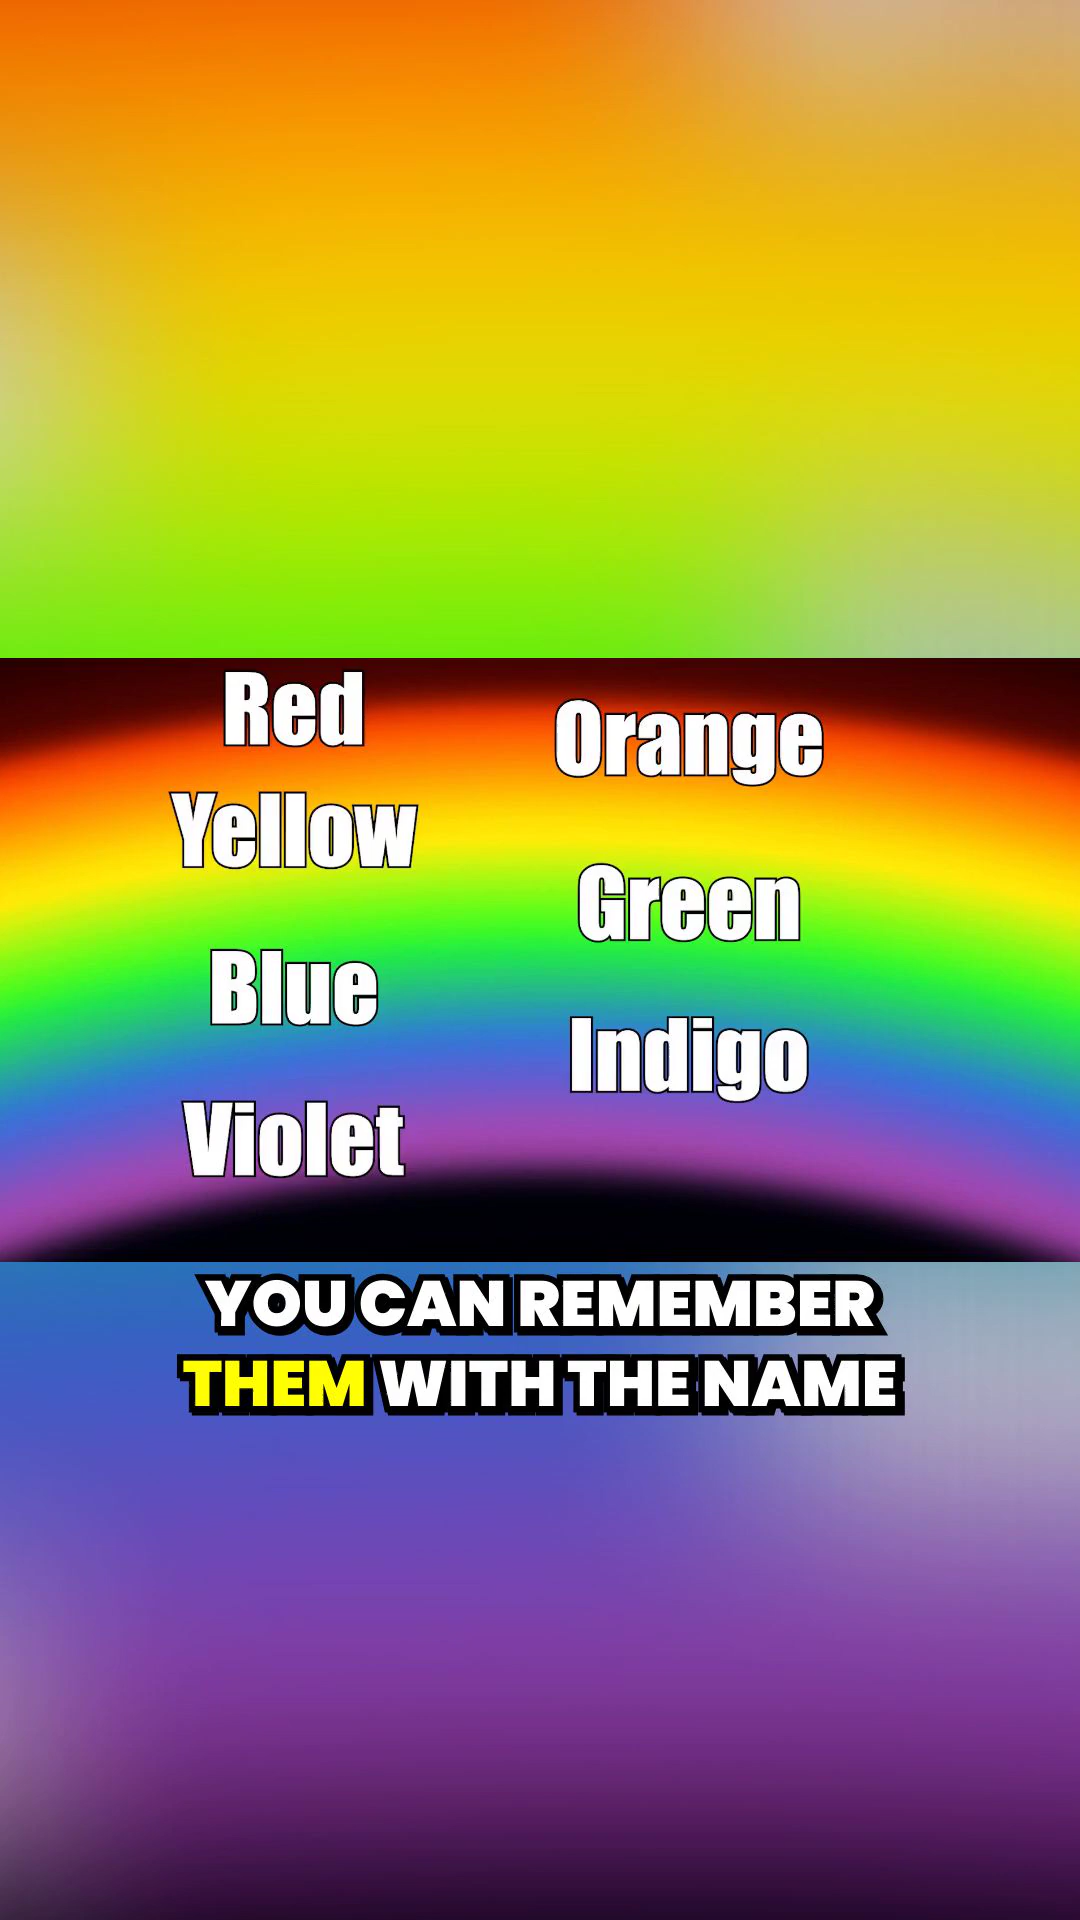 Red
Orange
Yellow
Green
Blue
Indigo
Violet
YOU CAN REMEMBER
THEM WITH THE NAME